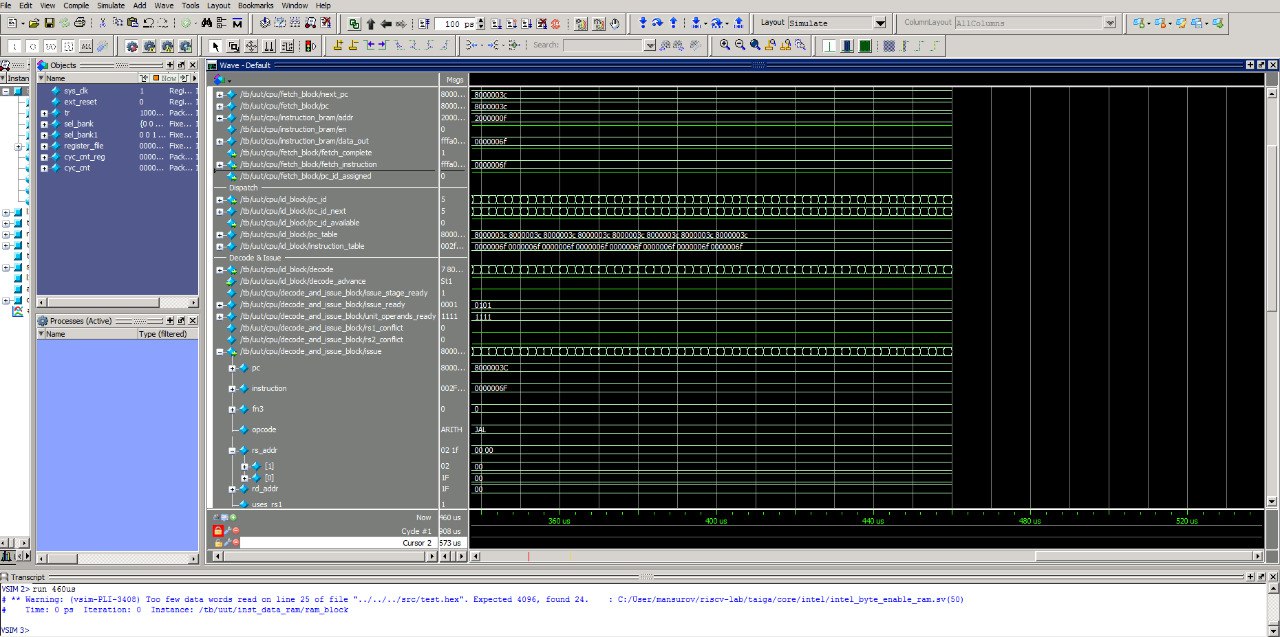 File Edit View Compile Simulate Add Wave Tools Layout Bookmarks Window Help
100 ps
Layout Simulate
ColumnLayout AllColumns
Search:
Objects
Name Now
sys_clk 1 Regi...
ext_reset 0 Regi...
tr 1000... Pack...
sel_bank {0 0 ... Fixe...
sel_bank1 0 0 1 ... Fixe...
register_file 0000... Fixe...
cyc_cnt_reg 0000... Pack...
cyc_cnt 0000... Pack...
Processes (Active)
Name Type (filtered)
Wave - Default
Msgs
/tb/uut/cpu/fetch_block/next_pc 8000... 8000003c
/tb/uut/cpu/fetch_block/pc 8000... 8000003c
/tb/uut/cpu/instruction_bram/addr 2000... 2000000f
/tb/uut/cpu/instruction_bram/en 0
/tb/uut/cpu/instruction_bram/data_out fffa0... 0000006f
/tb/uut/cpu/fetch_block/fetch_complete 1
/tb/uut/cpu/fetch_block/fetch_instruction fffa0... 0000006f
/tb/uut/cpu/fetch_block/pc_id_assigned 0
Dispatch
/tb/uut/cpu/id_block/pc_id 5
/tb/uut/cpu/id_block/pc_id_next 5
/tb/uut/cpu/id_block/pc_id_available 0
/tb/uut/cpu/id_block/pc_table 8000... 8000003c 8000003c 8000003c 8000003c 8000003c 8000003c 8000003c 8000003c
/tb/uut/cpu/id_block/instruction_table 002f... 0000006f 0000006f 0000006f 0000006f 0000006f 0000006f 0000006f 0000006f
Decode & Issue
/tb/uut/cpu/id_block/decode 7 80...
/tb/uut/cpu/id_block/decode_advance St1
/tb/uut/cpu/decode_and_issue_block/issue_stage_ready 1
/tb/uut/cpu/decode_and_issue_block/issue_ready 0001 0101
/tb/uut/cpu/decode_and_issue_block/unit_operands_ready 1111 1111
/tb/uut/cpu/decode_and_issue_block/rs1_conflict 0
/tb/uut/cpu/decode_and_issue_block/rs2_conflict 0
/tb/uut/cpu/decode_and_issue_block/issue 8000...
pc 8000... 8000003C
instruction 002F... 0000006F
fn3 0 0
opcode ARITH JAL
rs_addr 02 1f 00 00
[1] 02 00
[0] 1F 00
rd_addr 1F 00
uses_rs1 1
Now 460 us
Cycle #1 908 us
Cursor 2 573 us
360 us 400 us 440 us 480 us 520 us
Transcript
VSIM 2> run 460us
# ** Warning: (vsim-PLI-3408) Too few data words read on line 25 of file "../../../src/test.hex". Expected 4096, found 24. : C:/User/mansurov/riscv-lab/taiga/core/intel/intel_byte_enable_ram.sv(50)
# Time: 0 ps Iteration: 0 Instance: /tb/uut/inst_data_ram/ram_block
VSIM 3>